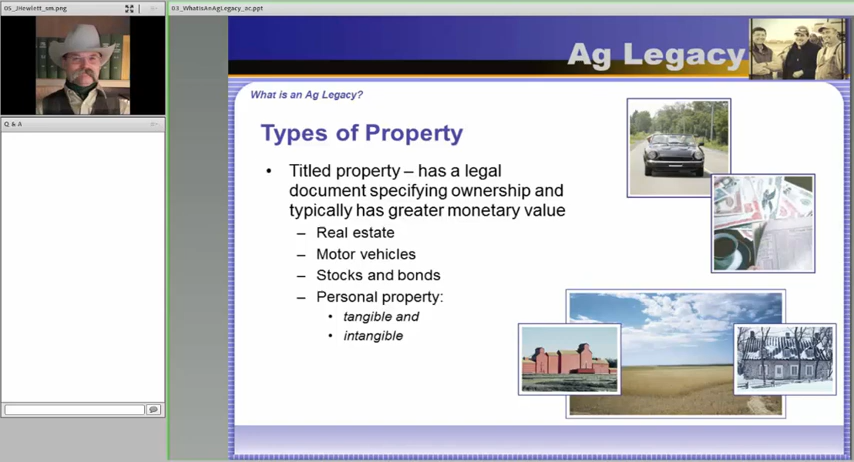 05_JHewlett_sm.png
03_WhatIsAnAgLegacy_oc.ppt
Q & A
Ag Legacy
What is an Ag Legacy?
Types of Property
• Titled property – has a legal
document specifying ownership and
typically has greater monetary value
– Real estate
– Motor vehicles
– Stocks and bonds
– Personal property:
• tangible and
• intangible